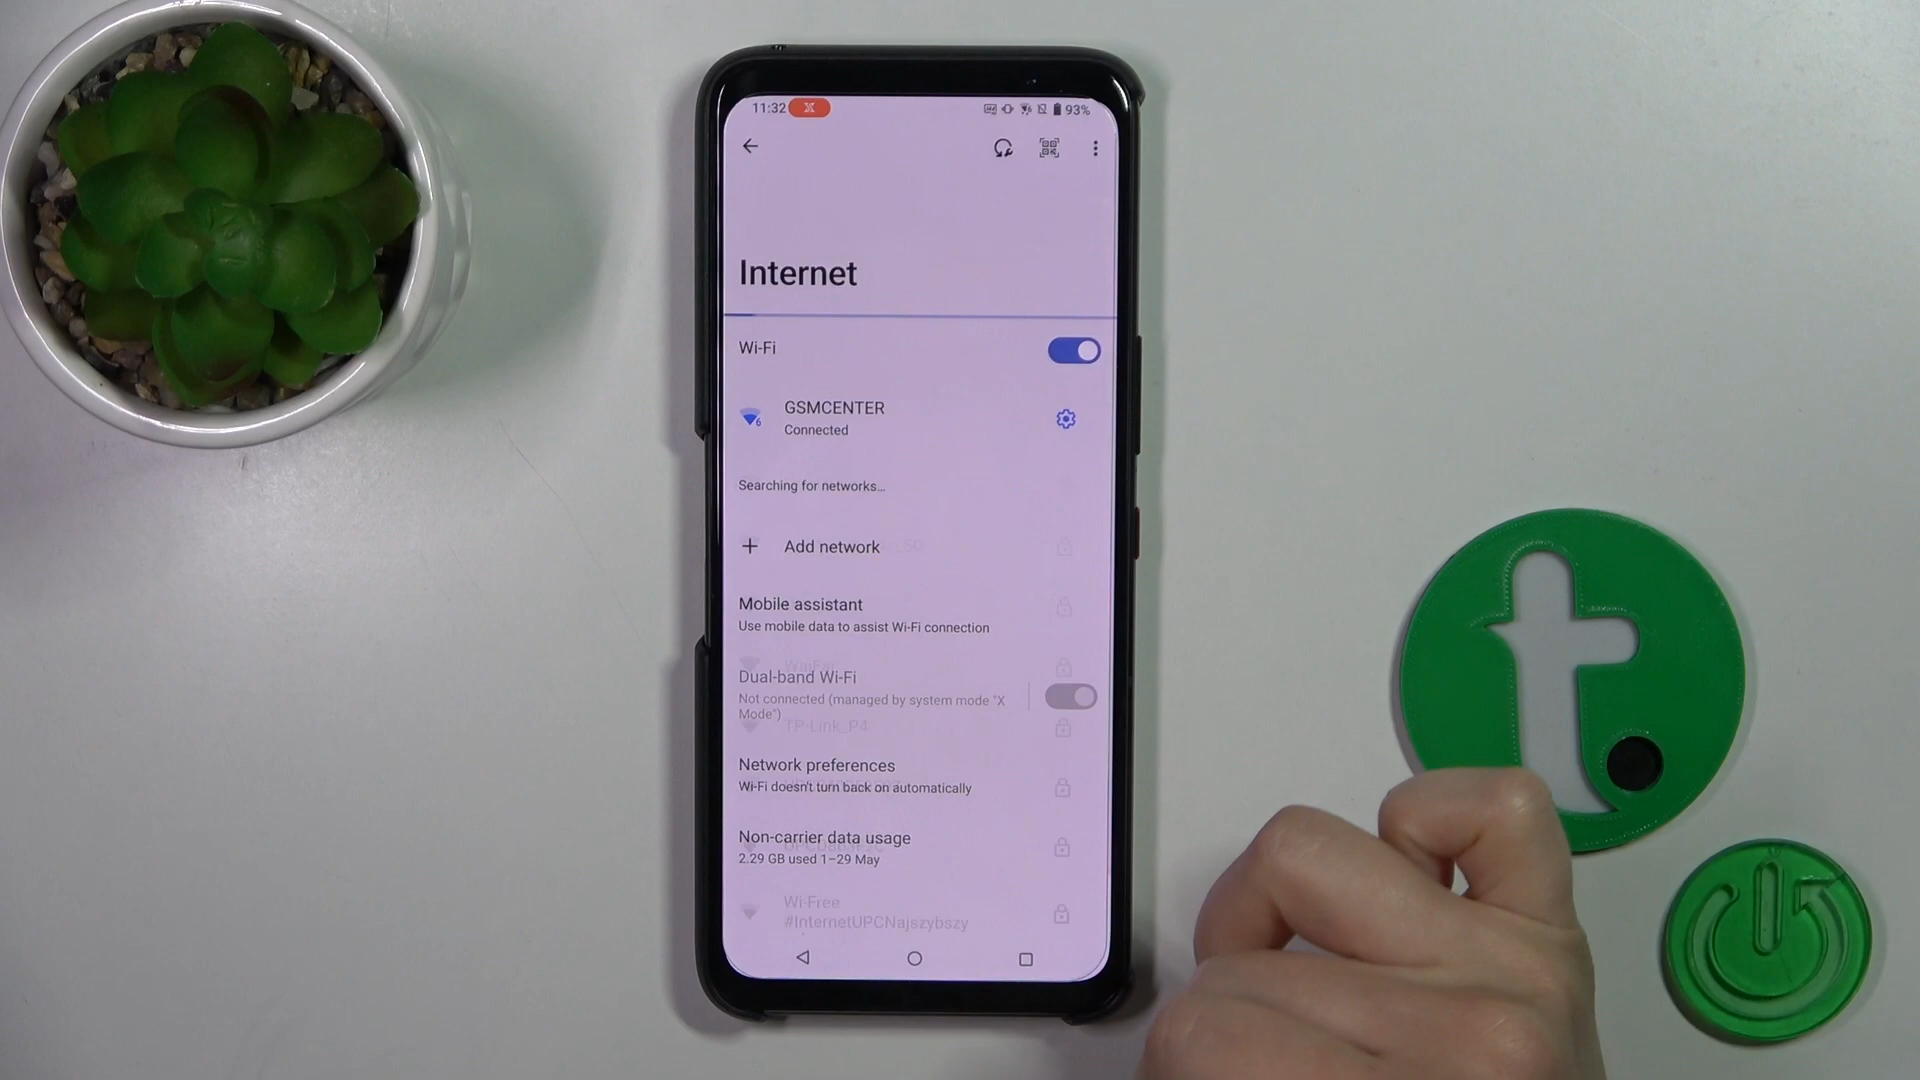 11:32 X 93%
Internet
Wi-Fi
GSMCENTER
Connected
Searching for networks...
Add network
Mobile assistant
Use mobile data to assist Wi-Fi connection
Dual-band Wi-Fi
Not connected (managed by system mode "X
Mode")
TP-Link_P4
Network preferences
Wi-Fi doesn't turn back on automatically
Non-carrier data usage
2.29 GB used 1–29 May
Wi-Free
#InternetUPCNajszybszy
t